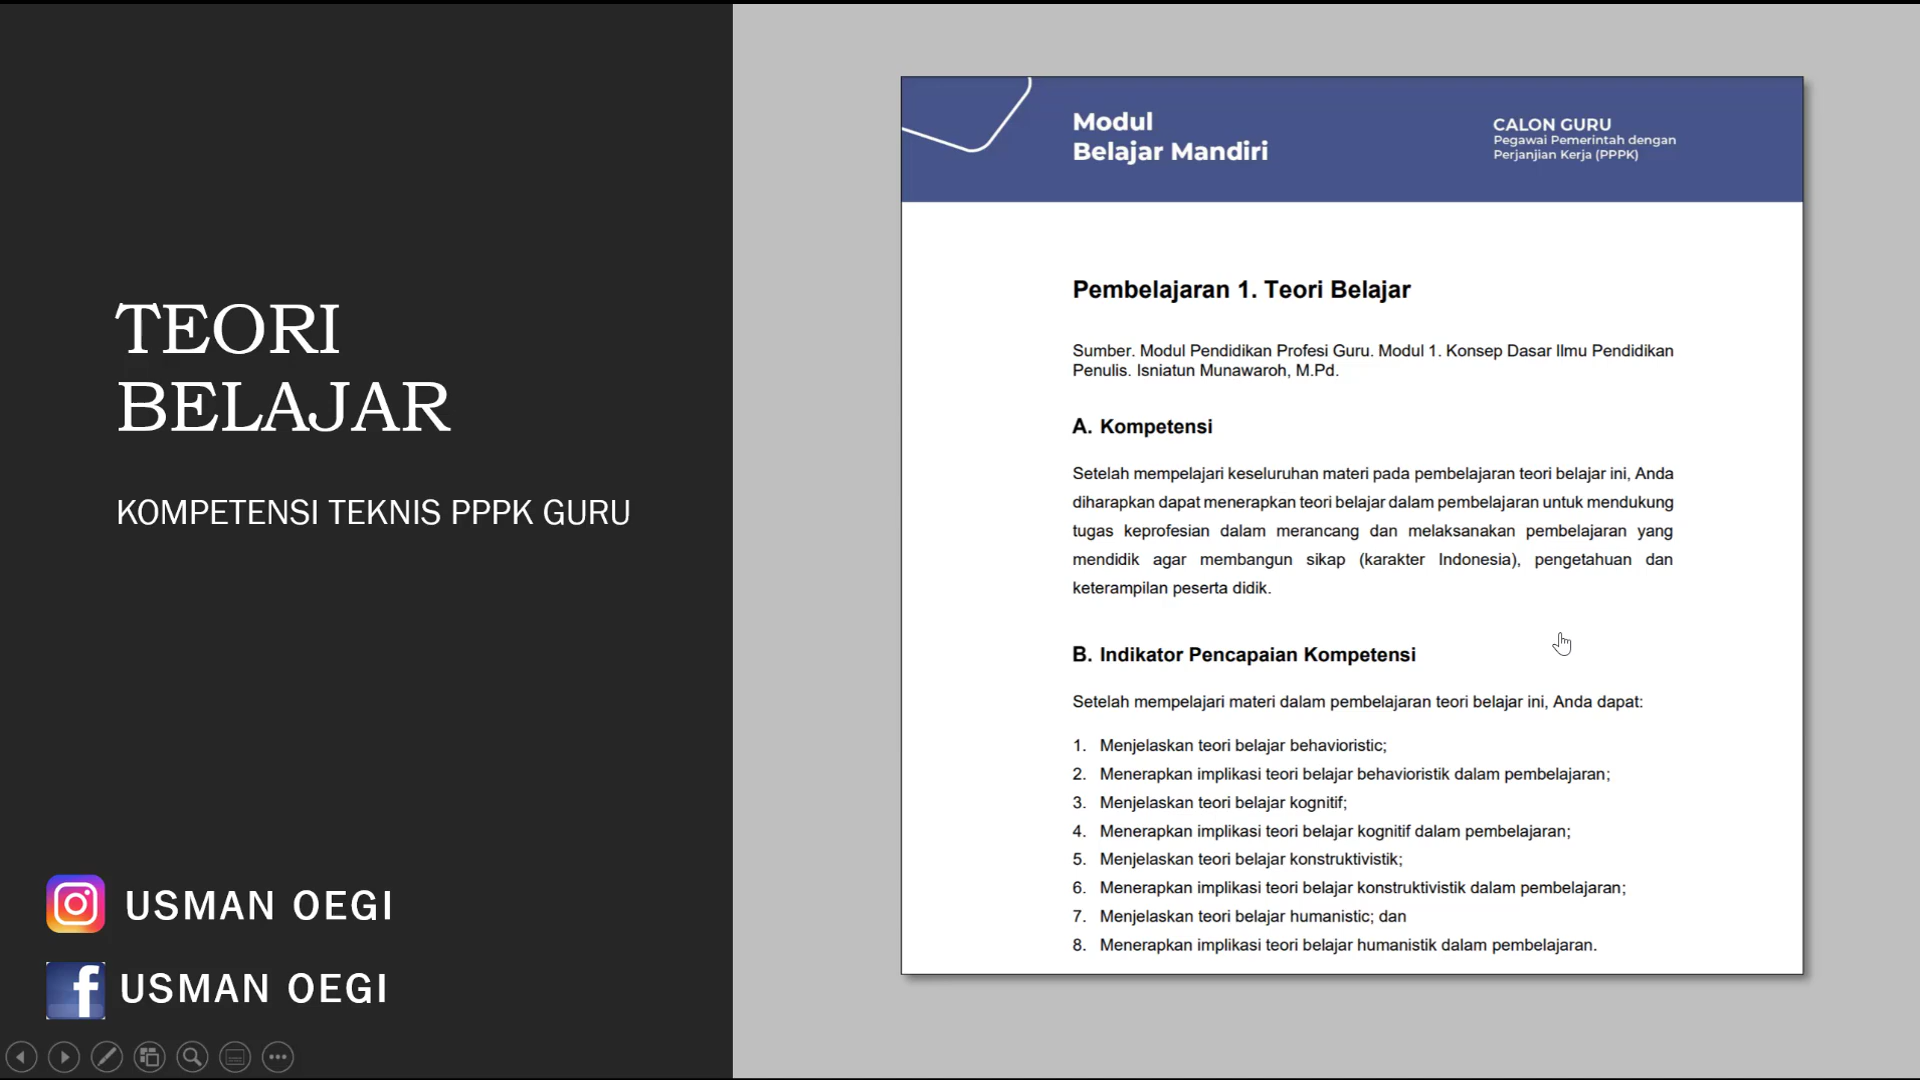 TEORI
BELAJAR
KOMPETENSI TEKNIS PPPK GURU
USMAN OEGI
USMAN OEGI
Modul
Belajar Mandiri
CALON GURU
Pegawai Pemerintah dengan
Perjanjian Kerja (PPPK)
Pembelajaran 1. Teori Belajar
Sumber. Modul Pendidikan Profesi Guru. Modul 1. Konsep Dasar Ilmu Pendidikan
Penulis. Isniatun Munawaroh, M.Pd.
A. Kompetensi
Setelah mempelajari keseluruhan materi pada pembelajaran teori belajar ini, Anda
diharapkan dapat menerapkan teori belajar dalam pembelajaran untuk mendukung
tugas keprofesian dalam merancang dan melaksanakan pembelajaran yang
mendidik agar membangun sikap (karakter Indonesia), pengetahuan dan
keterampilan peserta didik.
B. Indikator Pencapaian Kompetensi
Setelah mempelajari materi dalam pembelajaran teori belajar ini, Anda dapat:
1. Menjelaskan teori belajar behavioristic;
2. Menerapkan implikasi teori belajar behavioristik dalam pembelajaran;
3. Menjelaskan teori belajar kognitif;
4. Menerapkan implikasi teori belajar kognitif dalam pembelajaran;
5. Menjelaskan teori belajar konstruktivistik;
6. Menerapkan implikasi teori belajar konstruktivistik dalam pembelajaran;
7. Menjelaskan teori belajar humanistic; dan
8. Menerapkan implikasi teori belajar humanistik dalam pembelajaran.